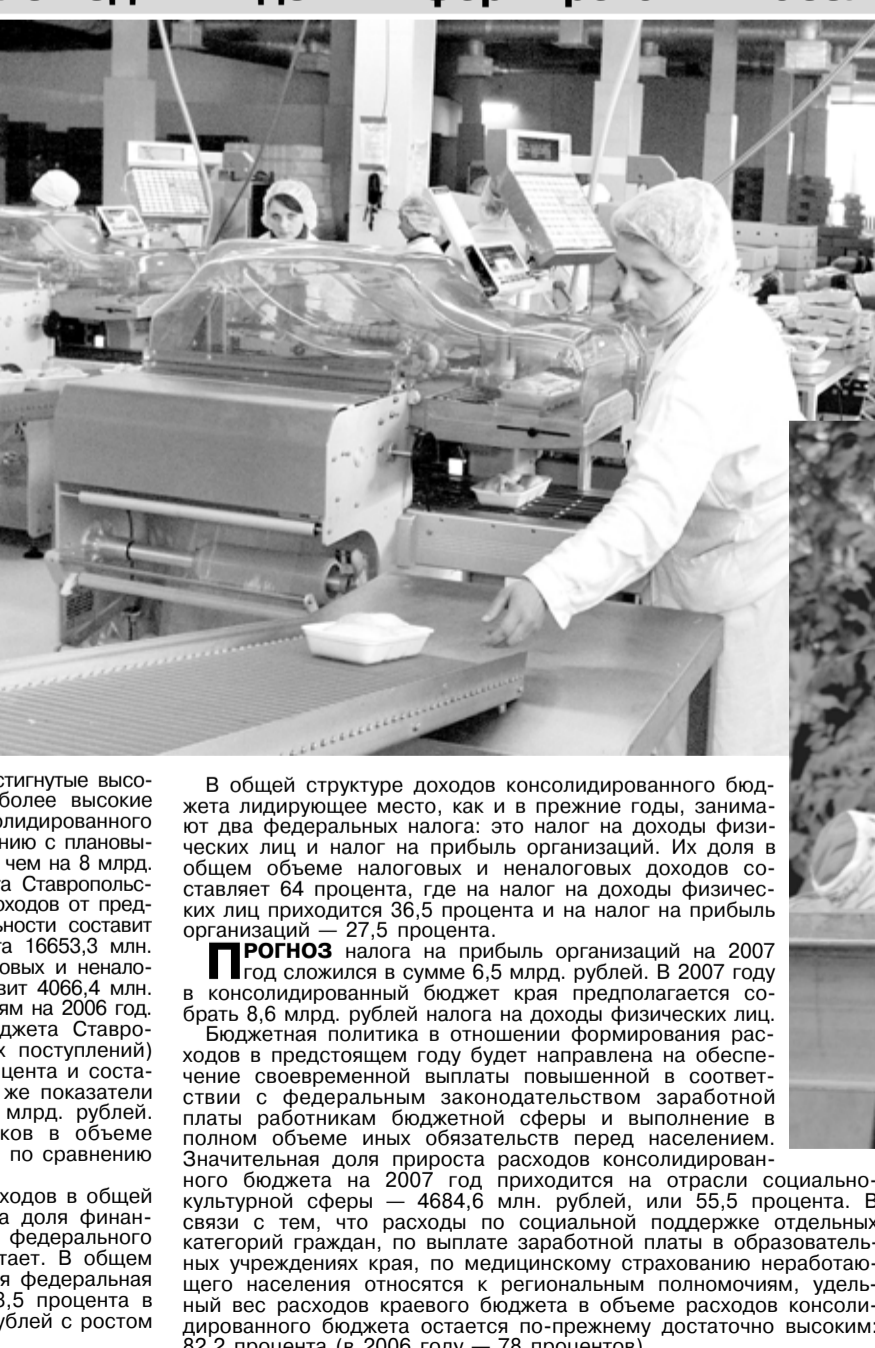 стигнутые высо-
более высокие
олидированного
нию с плановы-
чем на 8 млрд.
а Ставропольс-
оходов от пред-
ьности составит
та 16653,3 млн.
овых и ненало-
вит 4066,4 млн.
ям на 2006 год.
джета Ставро-
х поступлений)
цента и соста-
же показатели
млрд. рублей.
ков в объеме
по сравнению
ходов в общей
а доля финан-
федерального
тает. В общем
я федеральная
3,5 процента в
ублей с ростом
В общей структуре доходов консолидированного бюд-
жета лидирующее место, как и в прежние годы, занима-
ют два федеральных налога: это налог на доходы физи-
ческих лиц и налог на прибыль организаций. Их доля в
общем объеме налоговых и неналоговых доходов со-
ставляет 64 процента, где на налог на доходы физичес-
ких лиц приходится 36,5 процента и на налог на прибыль
организаций — 27,5 процента.
ПРОГНОЗ налога на прибыль организаций на 2007
год сложился в сумме 6,5 млрд. рублей. В 2007 году
в консолидированный бюджет края предполагается со-
брать 8,6 млрд. рублей налога на доходы физических лиц.
Бюджетная политика в отношении формирования рас-
ходов в предстоящем году будет направлена на обеспе-
чение своевременной выплаты повышенной в соответ-
ствии с федеральным законодательством заработной
платы работникам бюджетной сферы и выполнение в
полном объеме иных обязательств перед населением.
Значительная доля прироста расходов консолидирован-
ного бюджета на 2007 год приходится на отрасли социально-
культурной сферы — 4684,6 млн. рублей, или 55,5 процента. В
связи с тем, что расходы по социальной поддержке отдельных
категорий граждан, по выплате заработной платы в образователь-
ных учреждениях края, по медицинскому страхованию неработаю-
щего населения относятся к региональным полномочиям, удель-
ный вес расходов краевого бюджета в объеме расходов консоли-
дированного бюджета остается по-прежнему достаточно высоким:
82,2 процента (в 2006 году — 78 процентов).